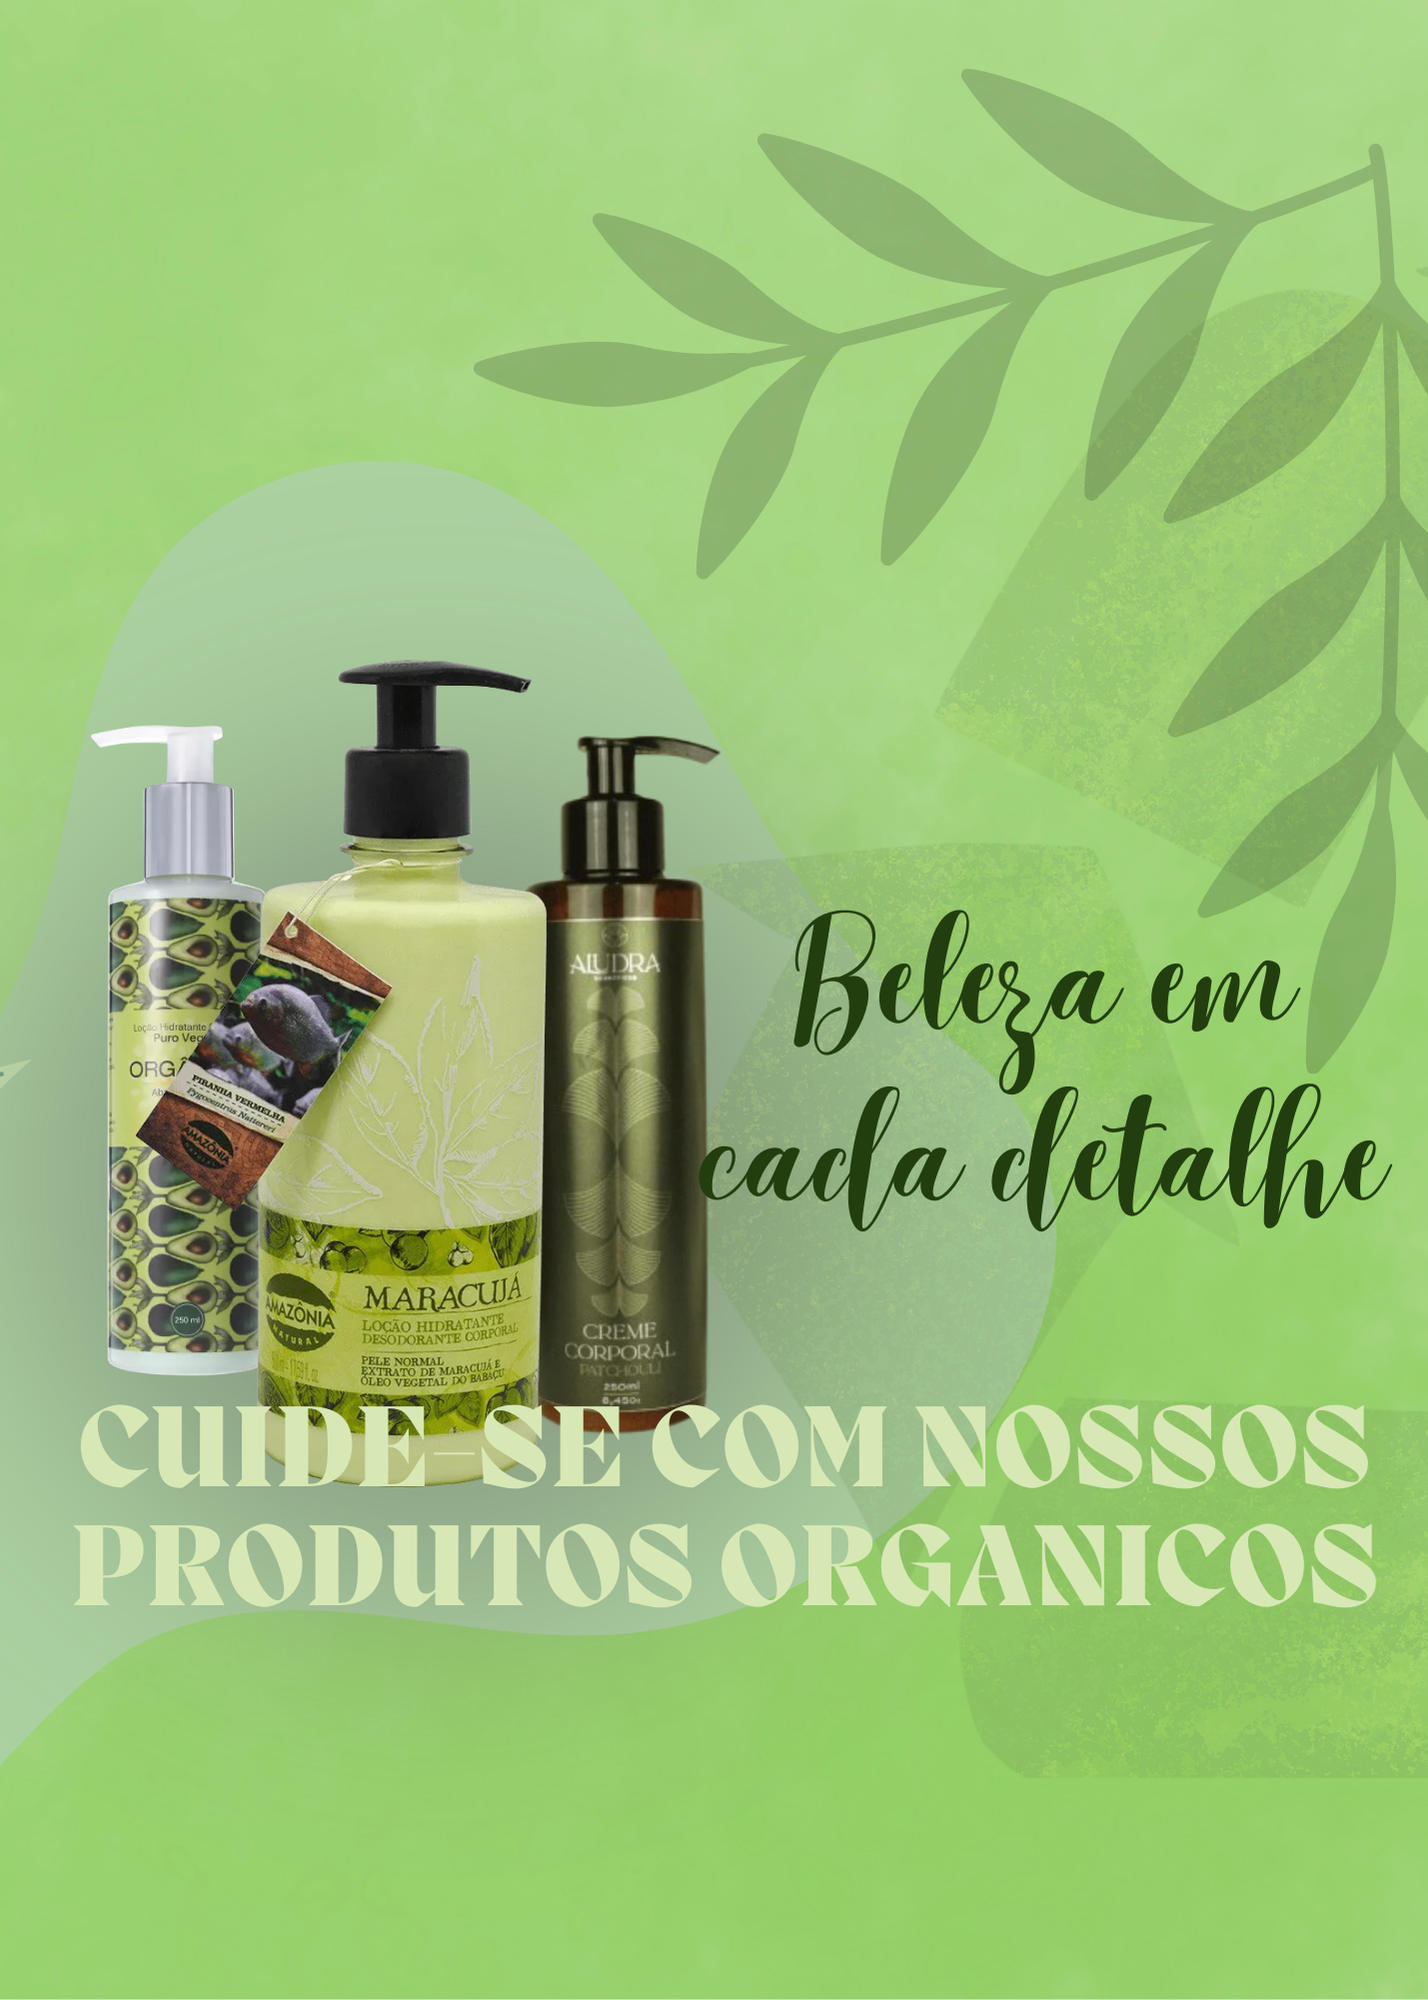 Beleza em
cada detalhe
Loção Hidratante
Puro Veg
ORGÂ
250 ml
PIRANHA VERMELHA
Pygocentrus Nattereri
AMAZÔNIA
NATURAL
AMAZÔNIA
NATURAL
MARACUJÁ
LOÇÃO HIDRATANTE
DESODORANTE CORPORAL
PELE NORMAL
EXTRATO DE MARACUJÁ E
ÓLEO VEGETAL DO BABAÇU
ALUDRA
CREME
CORPORAL
PATCHOULI
250ml
CUIDE-SE COM NOSSOS
PRODUTOS ORGANICOS